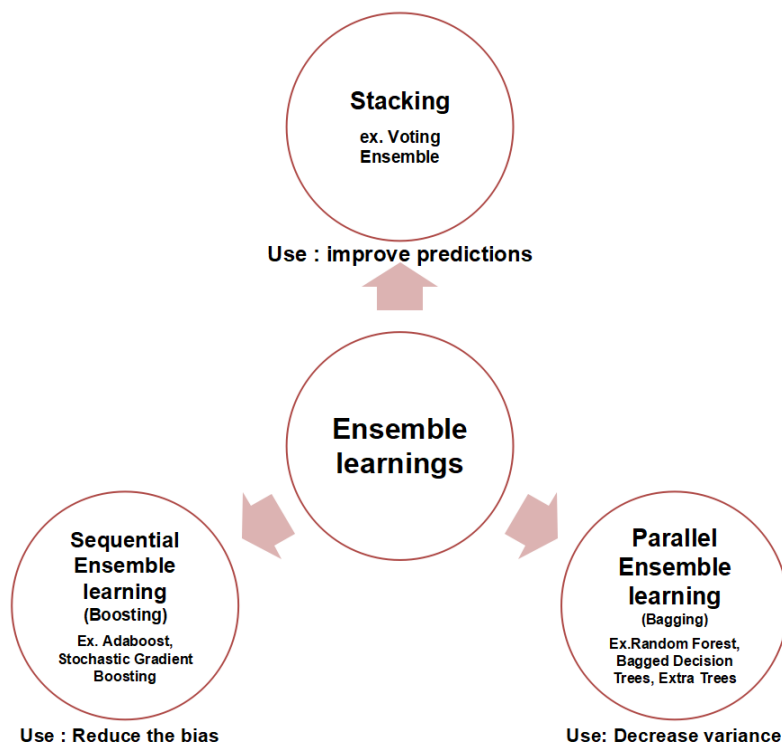 Stacking
ex. Voting
Ensemble
Use : improve predictions
Ensemble
learnings
Sequential
Ensemble
learning
(Boosting)
Ex. Adaboost,
Stochastic Gradient
Boosting
Use : Reduce the bias
Parallel
Ensemble
learning
(Bagging)
Ex.Random Forest,
Bagged Decision
Trees, Extra Trees
Use: Decrease variance